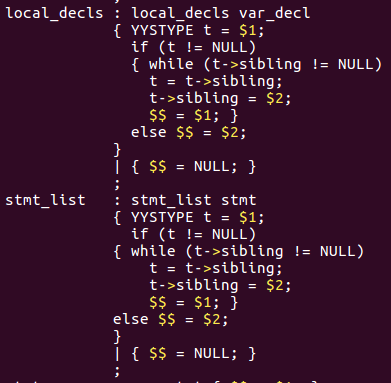 local_decls : local_decls var_decl
{ YYSTYPE t = $1;
if (t != NULL)
{ while (t->sibling != NULL)
t = t->sibling;
t->sibling = $2;
$$ = $1; }
else $$ = $2;
}
| { $$ = NULL; }
;
stmt_list : stmt_list stmt
{ YYSTYPE t = $1;
if (t != NULL)
{ while (t->sibling != NULL)
t = t->sibling;
t->sibling = $2;
$$ = $1; }
else $$ = $2;
}
| { $$ = NULL; }
;